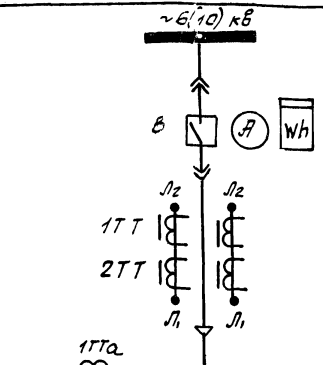 ~6(10) кв
В
A
Wh
Л2 Л2
1ТТ
2ТТ
Л1 Л1
1ТТа